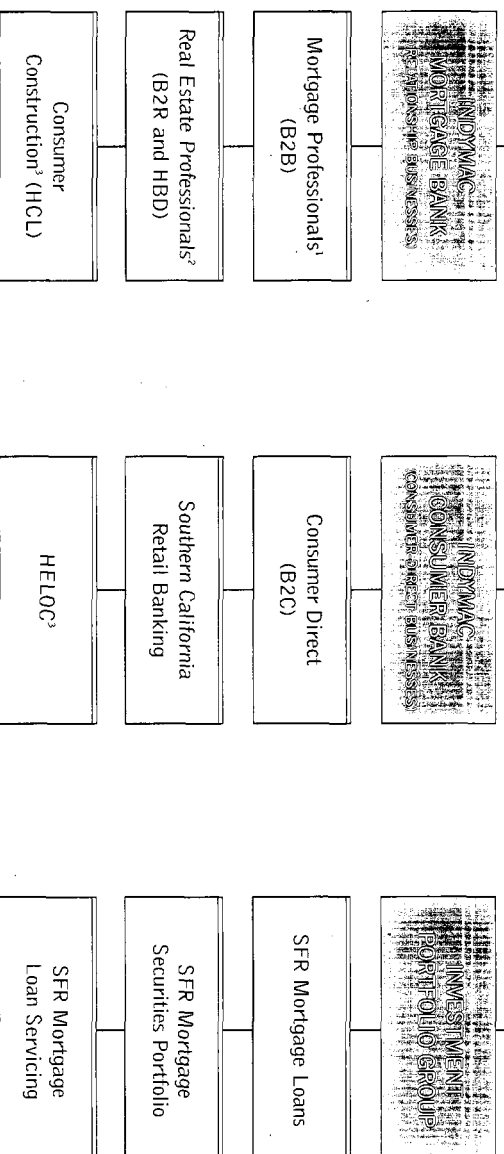 INDYMAC
MORTGAGE BANK
(RELATIONSHIP BUSINESSES)
Mortgage Professionals¹
(B2B)
Real Estate Professionals²
(B2R and HBD)
Consumer
Construction³ (HCL)
INDYMAC
CONSUMER BANK
(CONSUMER DIRECT BUSINESSES)
Consumer Direct
(B2C)
Southern California
Retail Banking
HELOC³
INVESTMENT
PORTFOLIO GROUP
SFR Mortgage Loans
SFR Mortgage
Securities Portfolio
SFR Mortgage
Loan Servicing